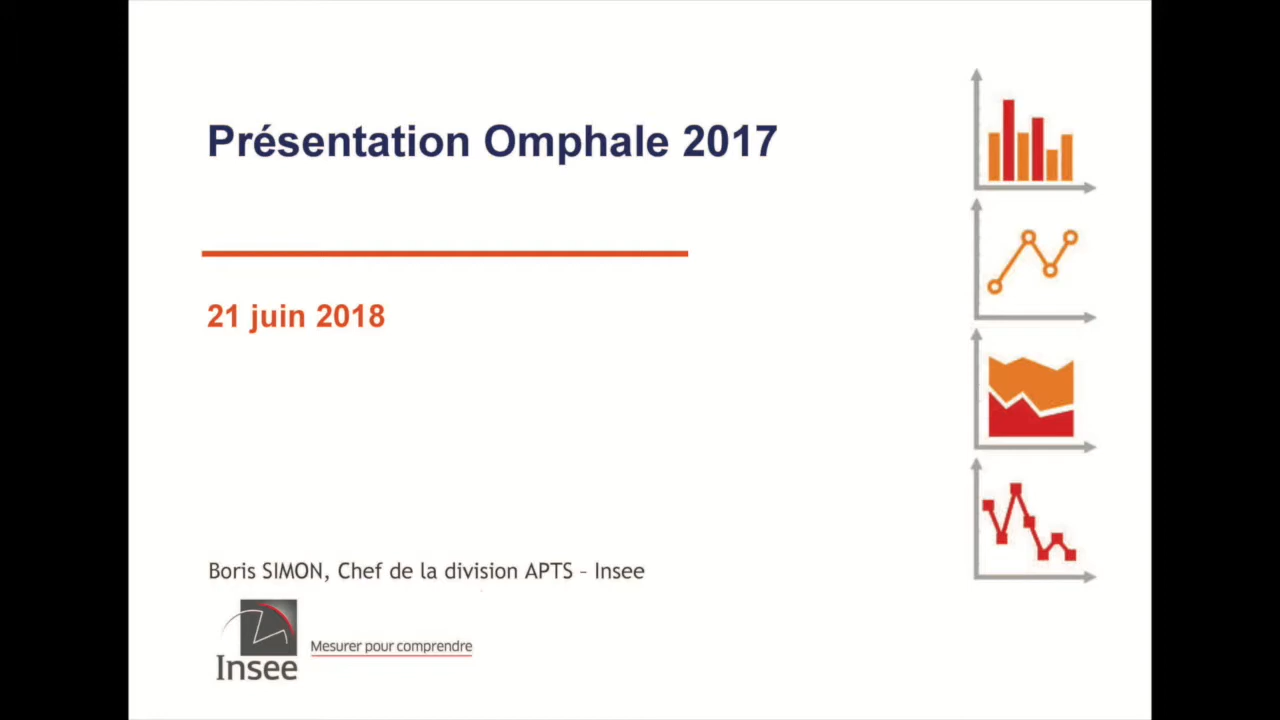 Présentation Omphale 2017
21 juin 2018
Boris SIMON, Chef de la division APTS – Insee
Mesurer pour comprendre
Insee